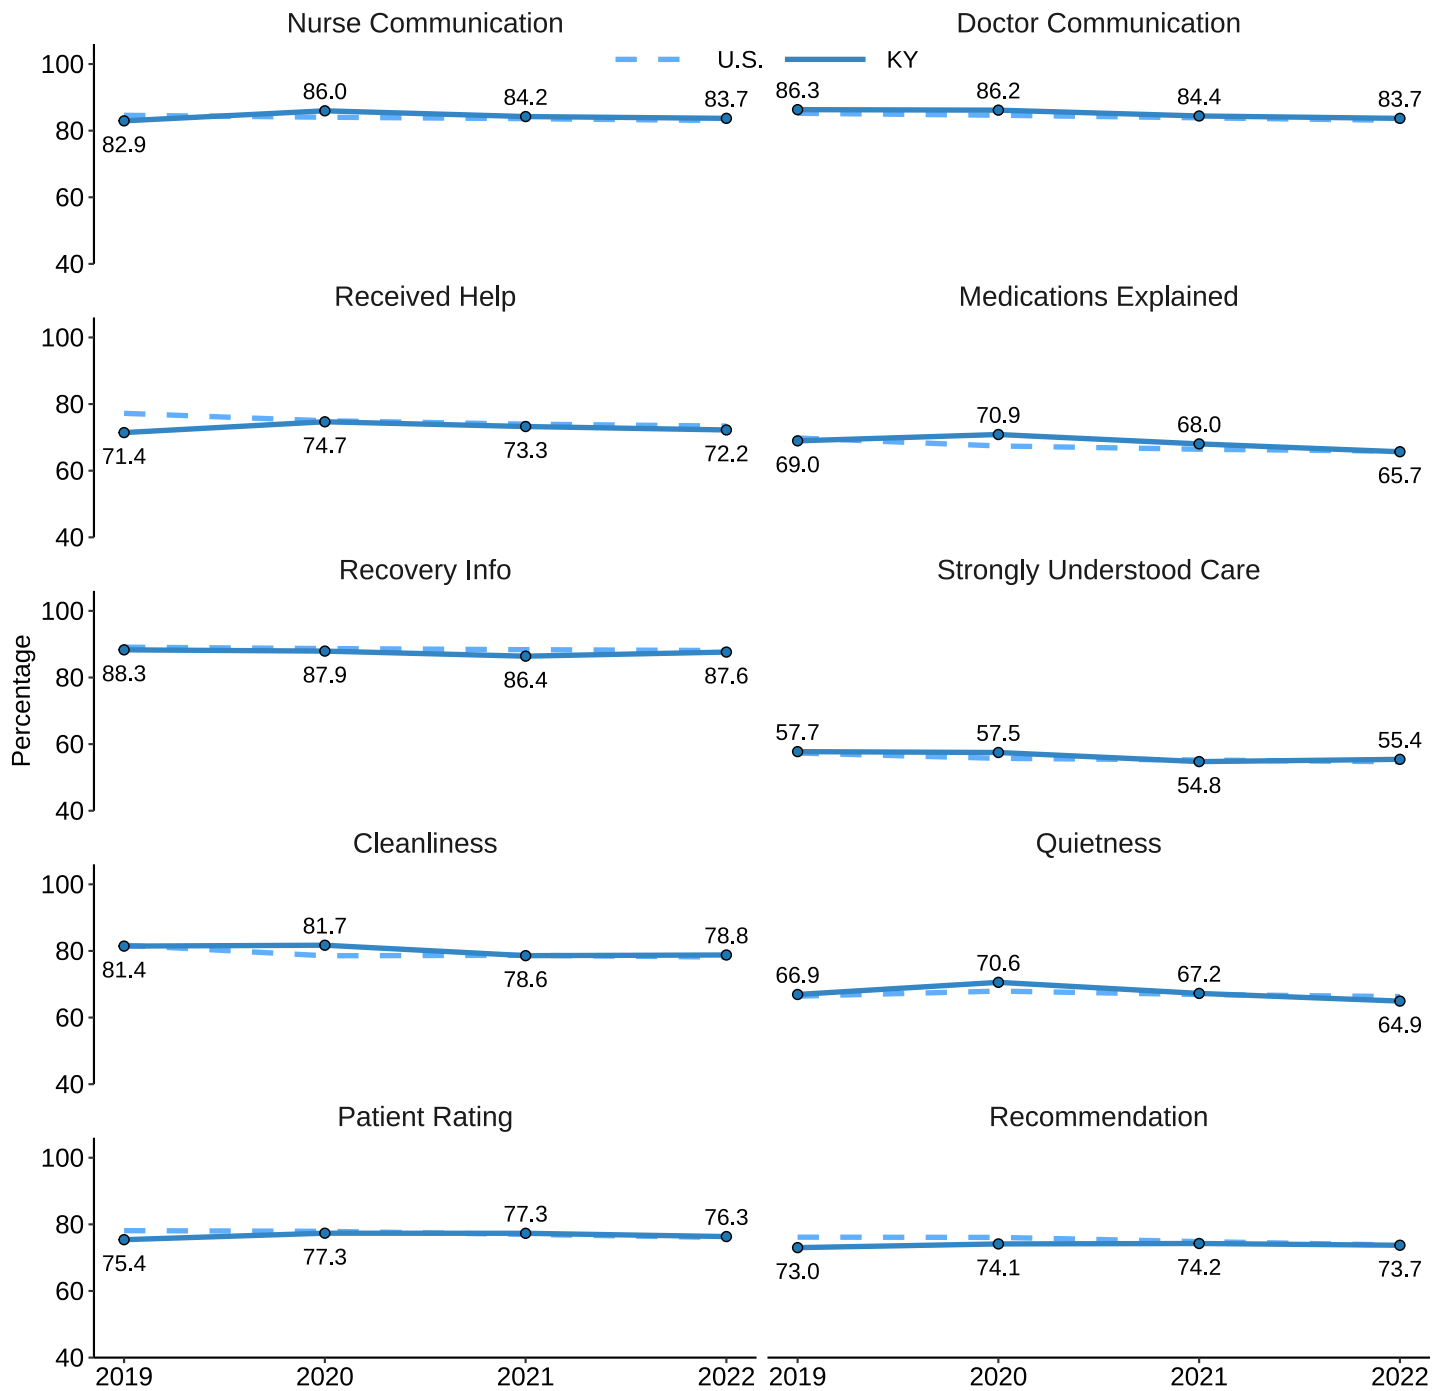 Nurse Communication
Doctor Communication
U.S. KY
100
80
60
40
82.9 86.0 84.2 83.7
86.3 86.2 84.4 83.7
Received Help
Medications Explained
100
80
60
40
71.4 74.7 73.3 72.2
69.0 70.9 68.0 65.7
Recovery Info
Strongly Understood Care
Percentage
100
80
60
40
88.3 87.9 86.4 87.6
57.7 57.5 54.8 55.4
Cleanliness
Quietness
100
80
60
40
81.4 81.7 78.6 78.8
66.9 70.6 67.2 64.9
Patient Rating
Recommendation
100
80
60
40
75.4 77.3 77.3 76.3
73.0 74.1 74.2 73.7
2019 2020 2021 2022
2019 2020 2021 2022